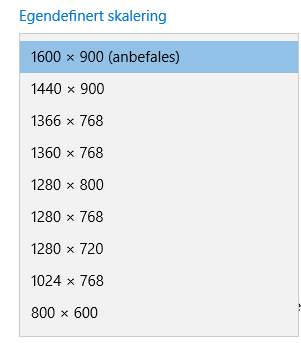 Egendefinert skalering
1600 × 900 (anbefales)
1440 × 900
1366 × 768
1360 × 768
1280 × 800
1280 × 768
1280 × 720
1024 × 768
800 × 600